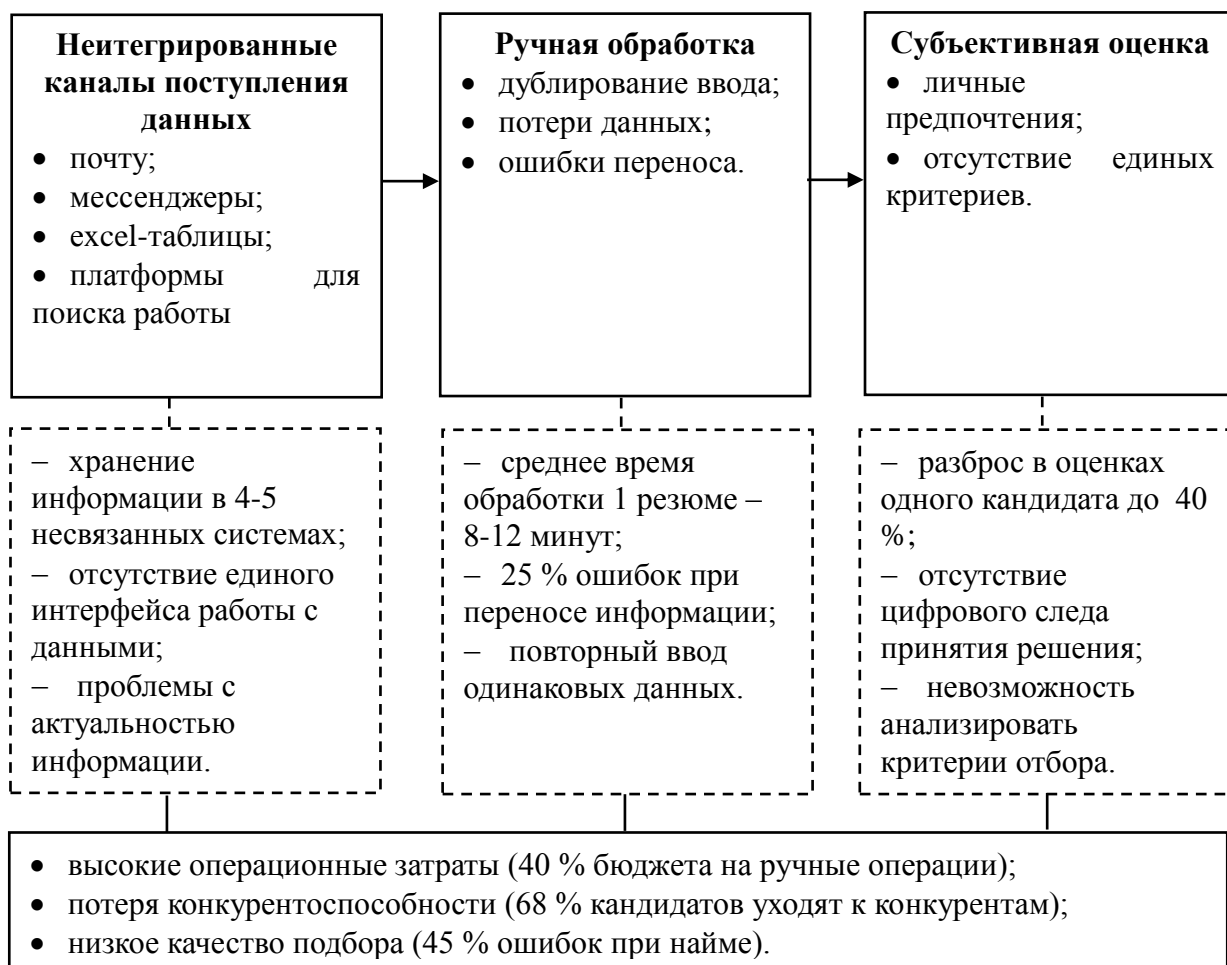 Неитегрированные
каналы поступления
данных
• почту;
• мессенджеры;
• excel-таблицы;
• платформы для
поиска работы
Ручная обработка
• дублирование ввода;
• потери данных;
• ошибки переноса.
Субъективная оценка
• личные
предпочтения;
• отсутствие единых
критериев.
– хранение
информации в 4-5
несвязанных системах;
– отсутствие единого
интерфейса работы с
данными;
– проблемы с
актуальностью
информации.
– среднее время
обработки 1 резюме –
8-12 минут;
– 25 % ошибок при
переносе информации;
– повторный ввод
одинаковых данных.
– разброс в оценках
одного кандидата до 40
%;
– отсутствие
цифрового следа
принятия решения;
– невозможность
анализировать
критерии отбора.
• высокие операционные затраты (40 % бюджета на ручные операции);
• потеря конкурентоспособности (68 % кандидатов уходят к конкурентам);
• низкое качество подбора (45 % ошибок при найме).